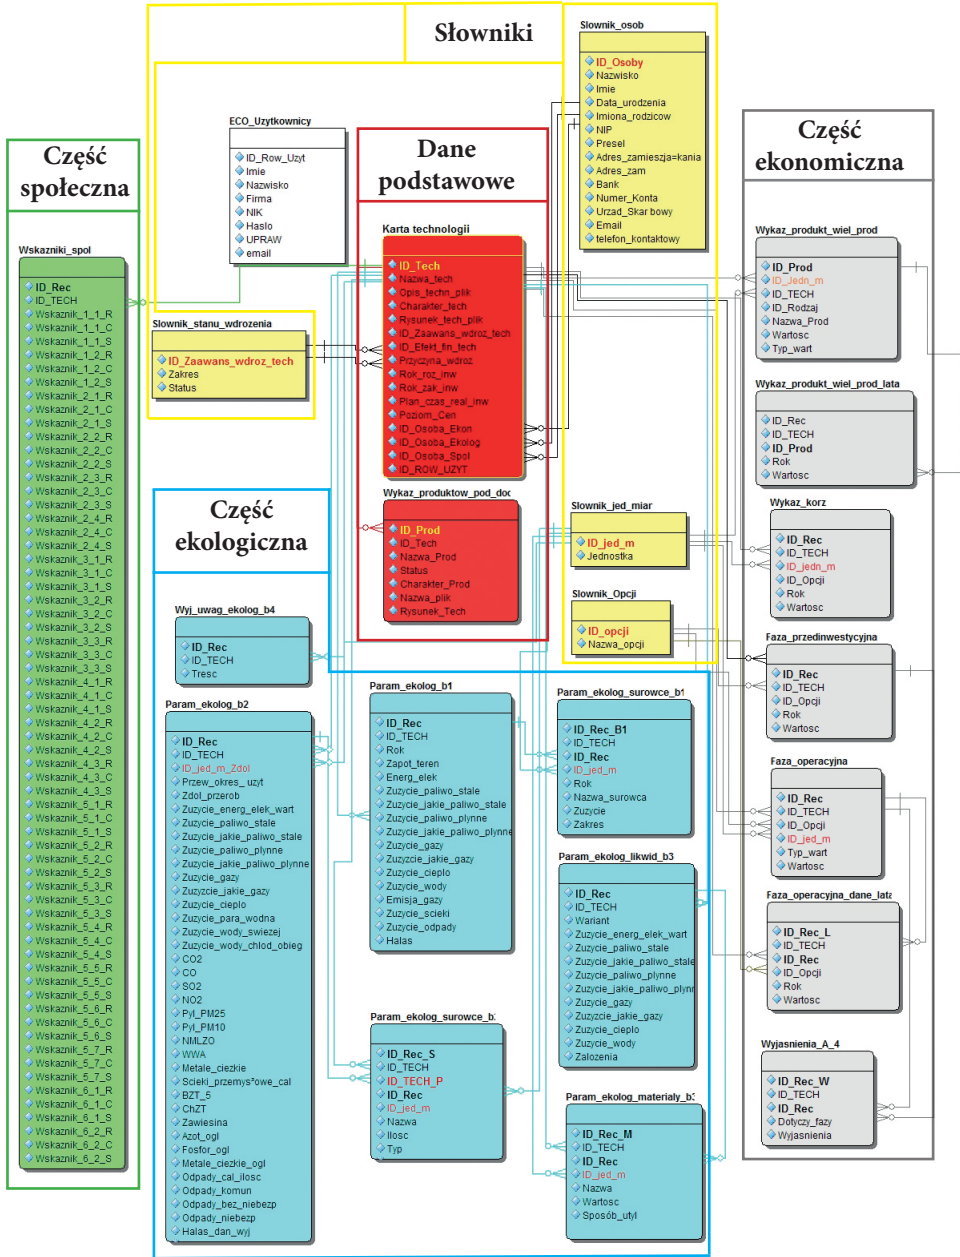 Słowniki
Slownik_osob
ID_Osoby
Nazwisko
Imie
Data_urodzenia
Imiona_rodzicow
NIP
Presel
Adres_zamieszja=kania
Adres_zam
Bank
Numer_Konta
Urzad_Skar bowy
Email
telefon_kontaktowy
ECO_Uzytkownicy
ID_Row_Uzyt
Imie
Nazwisko
Firma
NIK
Haslo
UPRAW
email
Część
społeczna
Wskazniki_spol
ID_Rec
ID_TECH
Wskaznik_1_1_R
Wskaznik_1_1_C
Wskaznik_1_1_S
Wskaznik_1_2_R
Wskaznik_1_2_C
Wskaznik_1_2_S
Wskaznik_2_1_R
Wskaznik_2_1_C
Wskaznik_2_1_S
Wskaznik_2_2_R
Wskaznik_2_2_C
Wskaznik_2_2_S
Wskaznik_2_3_R
Wskaznik_2_3_C
Wskaznik_2_3_S
Wskaznik_2_4_R
Wskaznik_2_4_C
Wskaznik_2_4_S
Wskaznik_3_1_R
Wskaznik_3_1_C
Wskaznik_3_1_S
Wskaznik_3_2_R
Wskaznik_3_2_C
Wskaznik_3_2_S
Wskaznik_3_3_R
Wskaznik_3_3_C
Wskaznik_3_3_S
Wskaznik_4_1_R
Wskaznik_4_1_C
Wskaznik_4_1_S
Wskaznik_4_2_R
Wskaznik_4_2_C
Wskaznik_4_2_S
Wskaznik_4_3_R
Wskaznik_4_3_C
Wskaznik_4_3_S
Wskaznik_5_1_R
Wskaznik_5_1_C
Wskaznik_5_1_S
Wskaznik_5_2_R
Wskaznik_5_2_C
Wskaznik_5_2_S
Wskaznik_5_3_R
Wskaznik_5_3_C
Wskaznik_5_3_S
Wskaznik_5_4_R
Wskaznik_5_4_C
Wskaznik_5_4_S
Wskaznik_5_5_R
Wskaznik_5_5_C
Wskaznik_5_5_S
Wskaznik_5_6_R
Wskaznik_5_6_C
Wskaznik_5_6_S
Wskaznik_5_7_R
Wskaznik_5_7_C
Wskaznik_5_7_S
Wskaznik_6_1_R
Wskaznik_6_1_C
Wskaznik_6_1_S
Wskaznik_6_2_R
Wskaznik_6_2_C
Wskaznik_6_2_S
Slownik_stanu_wdrozenia
ID_Zaawans_wdroz_tech
Zakres
Status
Dane
podstawowe
Karta technologii
ID_Tech
Nazwa_tech
Opis_techn_plik
Charakter_tech
Rysunek_tech_plik
ID_Zaawans_wdroz_tech
ID_Efekt_fin_tech
Przyczyna_wdroz
Rok_roz_inw
Rok_zak_inw
Plan_czas_real_inw
Poziom_Cen
ID_Osoba_Ekon
ID_Osoba_Ekolog
ID_Osoba_Spol
ID_ROW_UZYT
Wykaz_produktow_pod_doc
ID_Prod
ID_Tech
Nazwa_Prod
Status
Charakter_Prod
Nazwa_plik
Rysunek_Tech
Slownik_jed_miar
ID_jed_m
Jednostka
Slownik_Opcji
ID_opcji
Nazwa_opcji
Część
ekologiczna
Wyj_uwag_ekolog_b4
ID_Rec
ID_TECH
Tresc
Param_ekolog_b2
ID_Rec
ID_TECH
ID_jed_m_Zdol
Przew_okres_ uzyt
Zdol_przerob
Zuzycie_energ_elek_wart
Zuzycie_paliwo_stale
Zuzycie_jakie_paliwo_stale
Zuzycie_paliwo_plynne
Zuzycie_jakie_paliwo_plynne
Zuzycie_gazy
Zuzyzcie_jakie_gazy
Zuzycie_cieplo
Zuzycie_para_wodna
Zuzycie_wody_swiezej
Zuzycie_wody_chlod_obieg
CO2
CO
SO2
NO2
Pyl_PM25
Pyl_PM10
NMLZO
WWA
Metale_ciezkie
Scieki_przemysªowe_cal
BZT_5
ChZT
Zawiesina
Azot_ogl
Fosfor_ogl
Metale_ciezkie_ogl
Odpady_cal_ilosc
Odpady_komun
Odpady_bez_niebezp
Odpady_niebezp
Halas_dan_wyj
Param_ekolog_b1
ID_Rec
ID_TECH
Rok
Zapot_teren
Energ_elek
Zuzycie_paliwo_stale
Zuzycie_jakie_paliwo_stale
Zuzycie_paliwo_plynne
Zuzycie_jakie_paliwo_plynne
Zuzycie_gazy
Zuzyzcie_jakie_gazy
Zuzycie_cieplo
Zuzycie_wody
Emisja_gazy
Zuzycie_scieki
Zuzycie_odpady
Halas
Param_ekolog_surowce_b1
ID_Rec_B1
ID_TECH
ID_Rec
ID_jed_m
Rok
Nazwa_surowca
Zuzycie
Zakres
Param_ekolog_likwid_b3
ID_Rec
ID_TECH
Wariant
Zuzycie_energ_elek_wart
Zuzycie_paliwo_stale
Zuzycie_jakie_paliwo_stale
Zuzycie_paliwo_plynne
Zuzycie_jakie_paliwo_plynn
Zuzycie_gazy
Zuzyzcie_jakie_gazy
Zuzycie_cieplo
Zuzycie_wody
Zalozenia
Param_ekolog_surowce_b
ID_Rec_S
ID_TECH
ID_TECH_P
ID_Rec
ID_jed_m
Nazwa
Ilosc
Typ
Param_ekolog_materialy_b
ID_Rec_M
ID_TECH
ID_Rec
ID_jed_m
Nazwa
Wartosc
Sposób_utyl
Część
ekonomiczna
Wykaz_produkt_wiel_prod
ID_Prod
ID_Jedn_m
ID_TECH
ID_Rodzaj
Nazwa_Prod
Wartosc
Typ_wart
Wykaz_produkt_wiel_prod_lata
ID_Rec
ID_TECH
ID_Prod
Rok
Wartosc
Wykaz_korz
ID_Rec
ID_TECH
ID_jedn_m
ID_Opcji
Rok
Wartosc
Faza_przedinwestycyjna
ID_Rec
ID_TECH
ID_Opcji
Rok
Wartosc
Faza_operacyjna
ID_Rec
ID_TECH
ID_Opcji
ID_jed_m
Typ_wart
Wartosc
Faza_operacyjna_dane_lata
ID_Rec_L
ID_TECH
ID_Rec
ID_Opcji
Rok
Wartosc
Wyjasnienia_A_4
ID_Rec_W
ID_TECH
ID_Rec
Dotyczy_fazy
Wyjasnienia